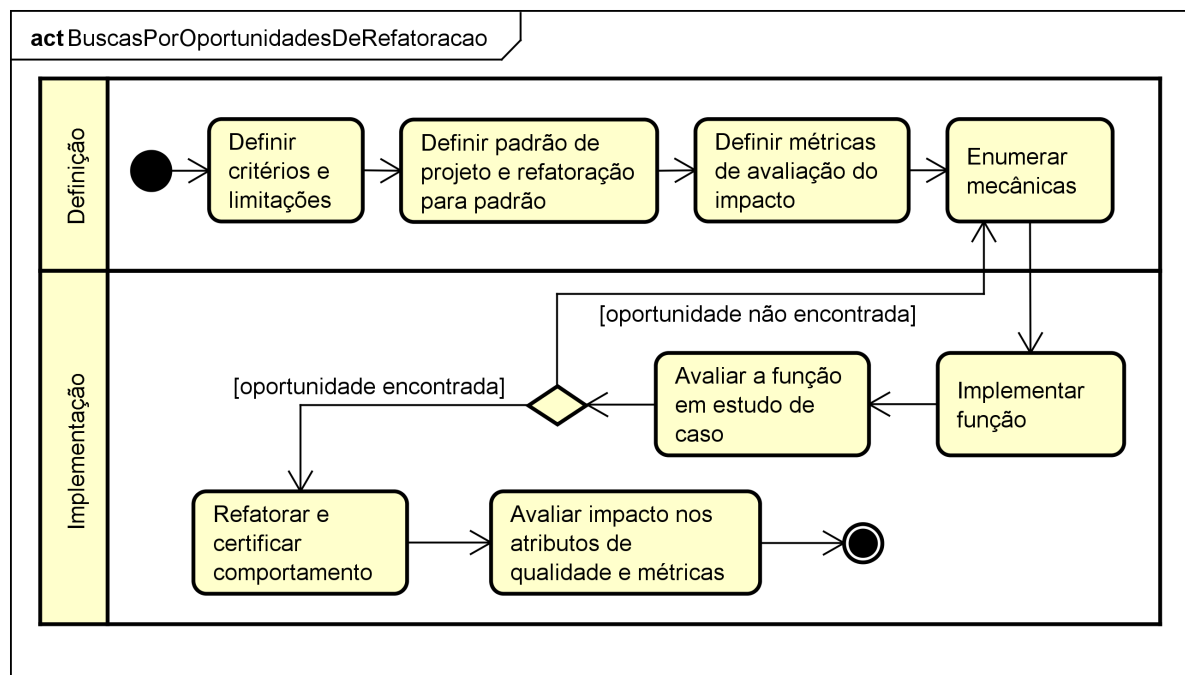 act BuscasPorOportunidadesDeRefatoracao
Definição
Definir
critérios e
limitações
Definir padrão de
projeto e refatoração
para padrão
Definir métricas
de avaliação do
impacto
Enumerar
mecânicas
Implementação
[oportunidade não encontrada]
[oportunidade encontrada]
Avaliar a função
em estudo de
caso
Implementar
função
Refatorar e
certificar
comportamento
Avaliar impacto nos
atributos de
qualidade e métricas